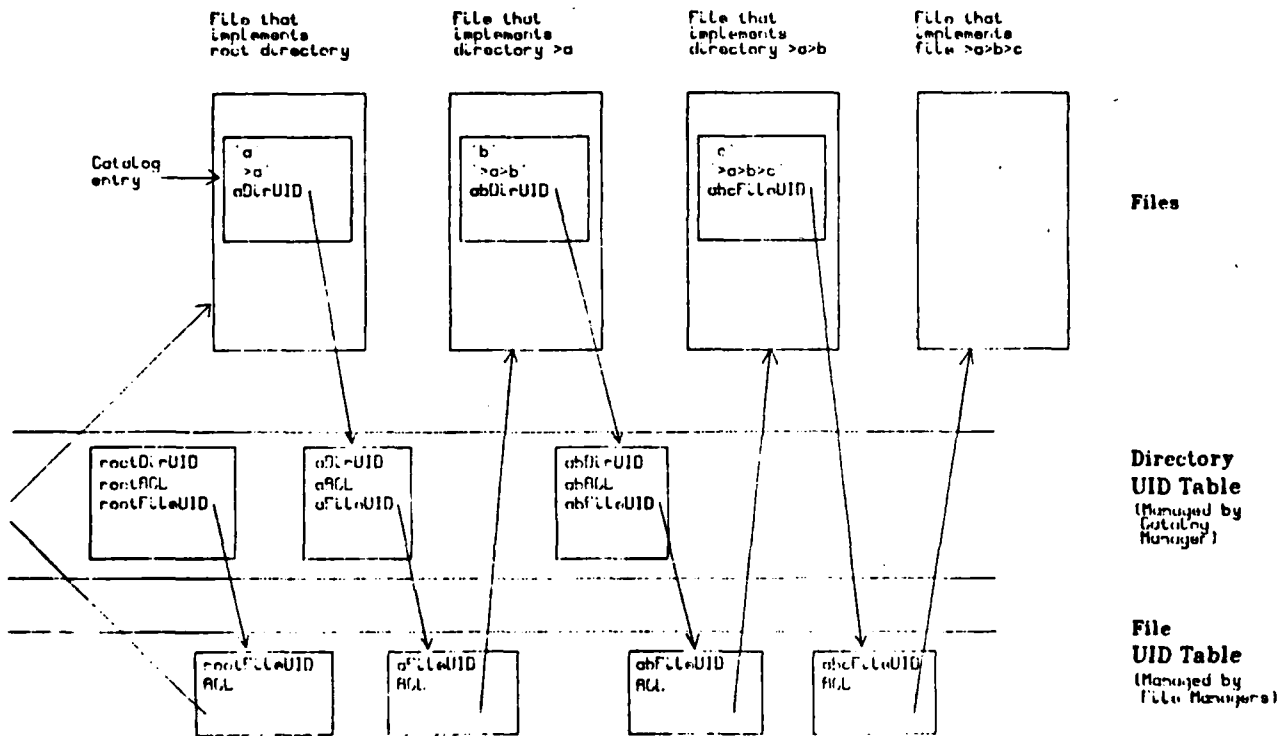 File that
implements
root directory
File that
implements
directory >a
File that
implements
directory >a>b
File that
implements
file >a>b>c
Catalog
entry
'a'
'>a'
aDirUID
'b'
'>a>b'
abDirUID
'c'
'>a>b>c'
abcFileUID
Files
rootDirUID
rootACL
rootFileUID
aDirUID
aACL
aFileUID
abDirUID
abACL
abFileUID
Directory
UID Table
(Managed by
Catalog
Manager)
rootFileUID
ACL
aFileUID
ACL
abFileUID
ACL
abcFileUID
ACL
File
UID Table
(Managed by
File Managers)